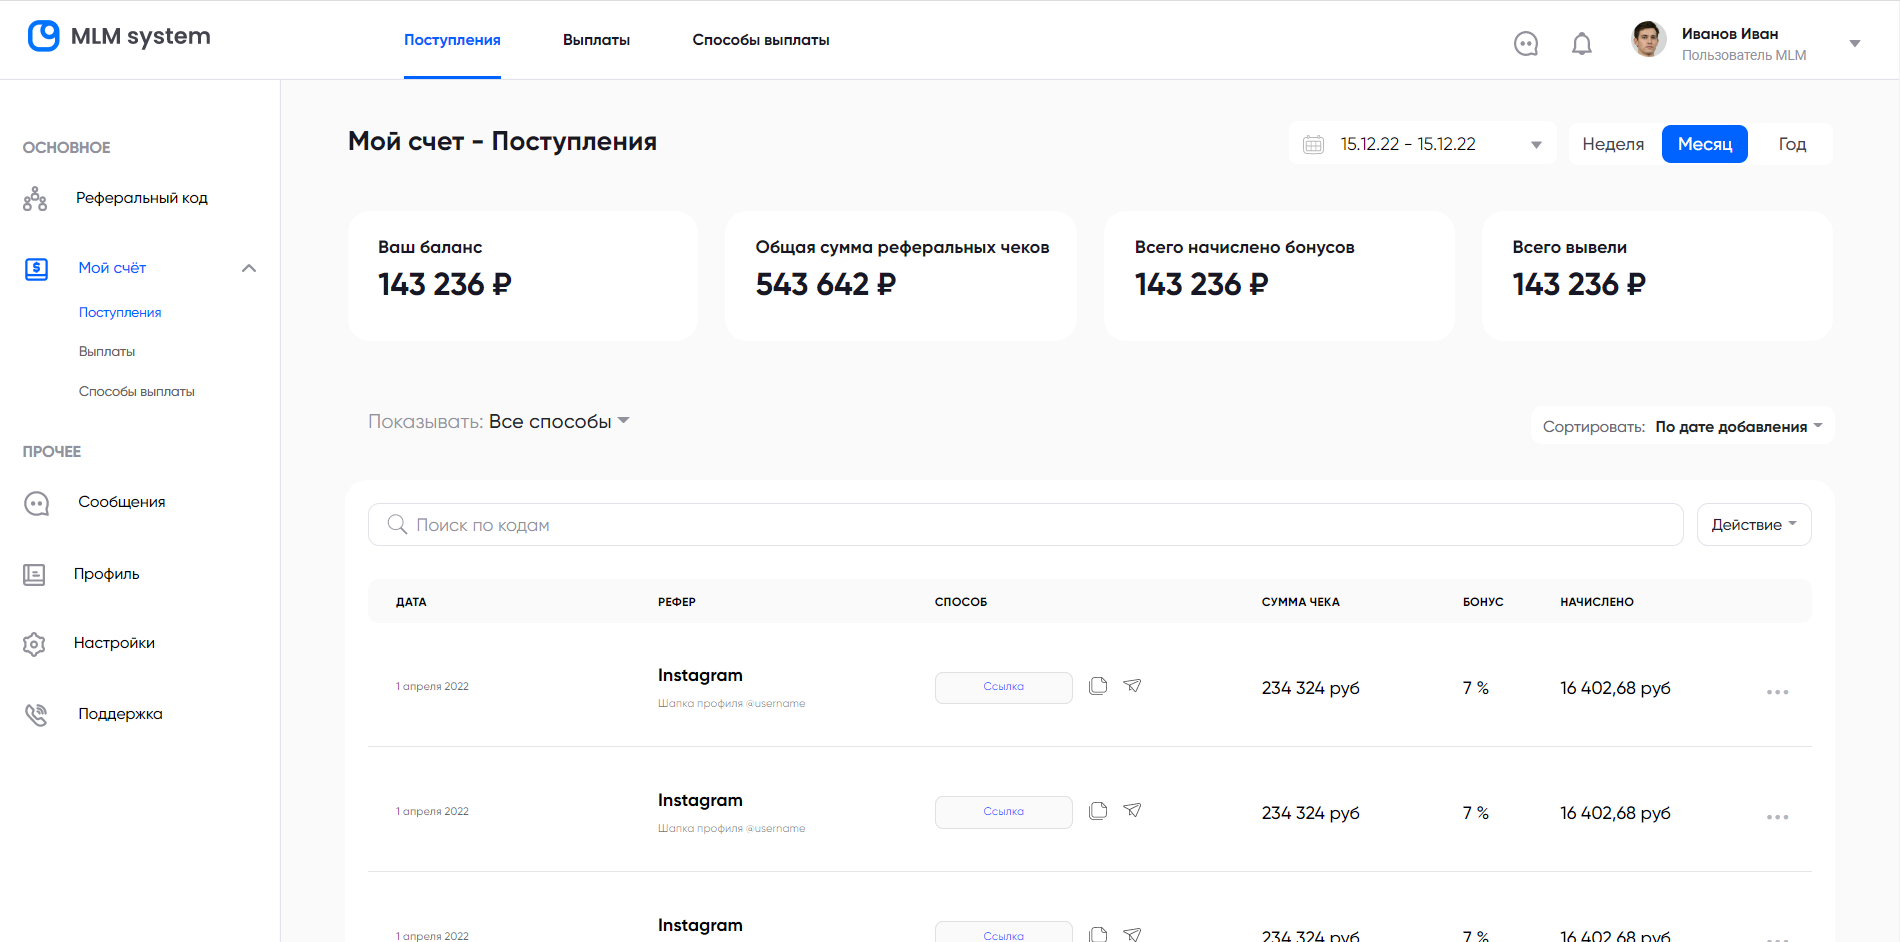 MLM system
Поступления
Выплаты
Способы выплаты
Иванов Иван
Пользователь MLM
ОСНОВНОЕ
Реферальный код
Мой счёт
Поступления
Выплаты
Способы выплаты
ПРОЧЕЕ
Сообщения
Профиль
Настройки
Поддержка
Мой счет - Поступления
15.12.22 - 15.12.22
Неделя
Месяц
Год
Ваш баланс
143 236 ₽
Общая сумма реферальных чеков
543 642 ₽
Всего начислено бонусов
143 236 ₽
Всего вывели
143 236 ₽
Показывать: Все способы
Сортировать: По дате добавления
Поиск по кодам
Действие
ДАТА РЕФЕР СПОСОБ СУММА ЧЕКА БОНУС НАЧИСЛЕНО
1 апреля 2022
Instagram
Шапка профиля @username
Ссылка
234 324 руб
7 %
16 402,68 руб
1 апреля 2022
Instagram
Шапка профиля @username
Ссылка
234 324 руб
7 %
16 402,68 руб
1 апреля 2022
Instagram
Ссылка
234 324 руб
7 %
16 402,68 руб